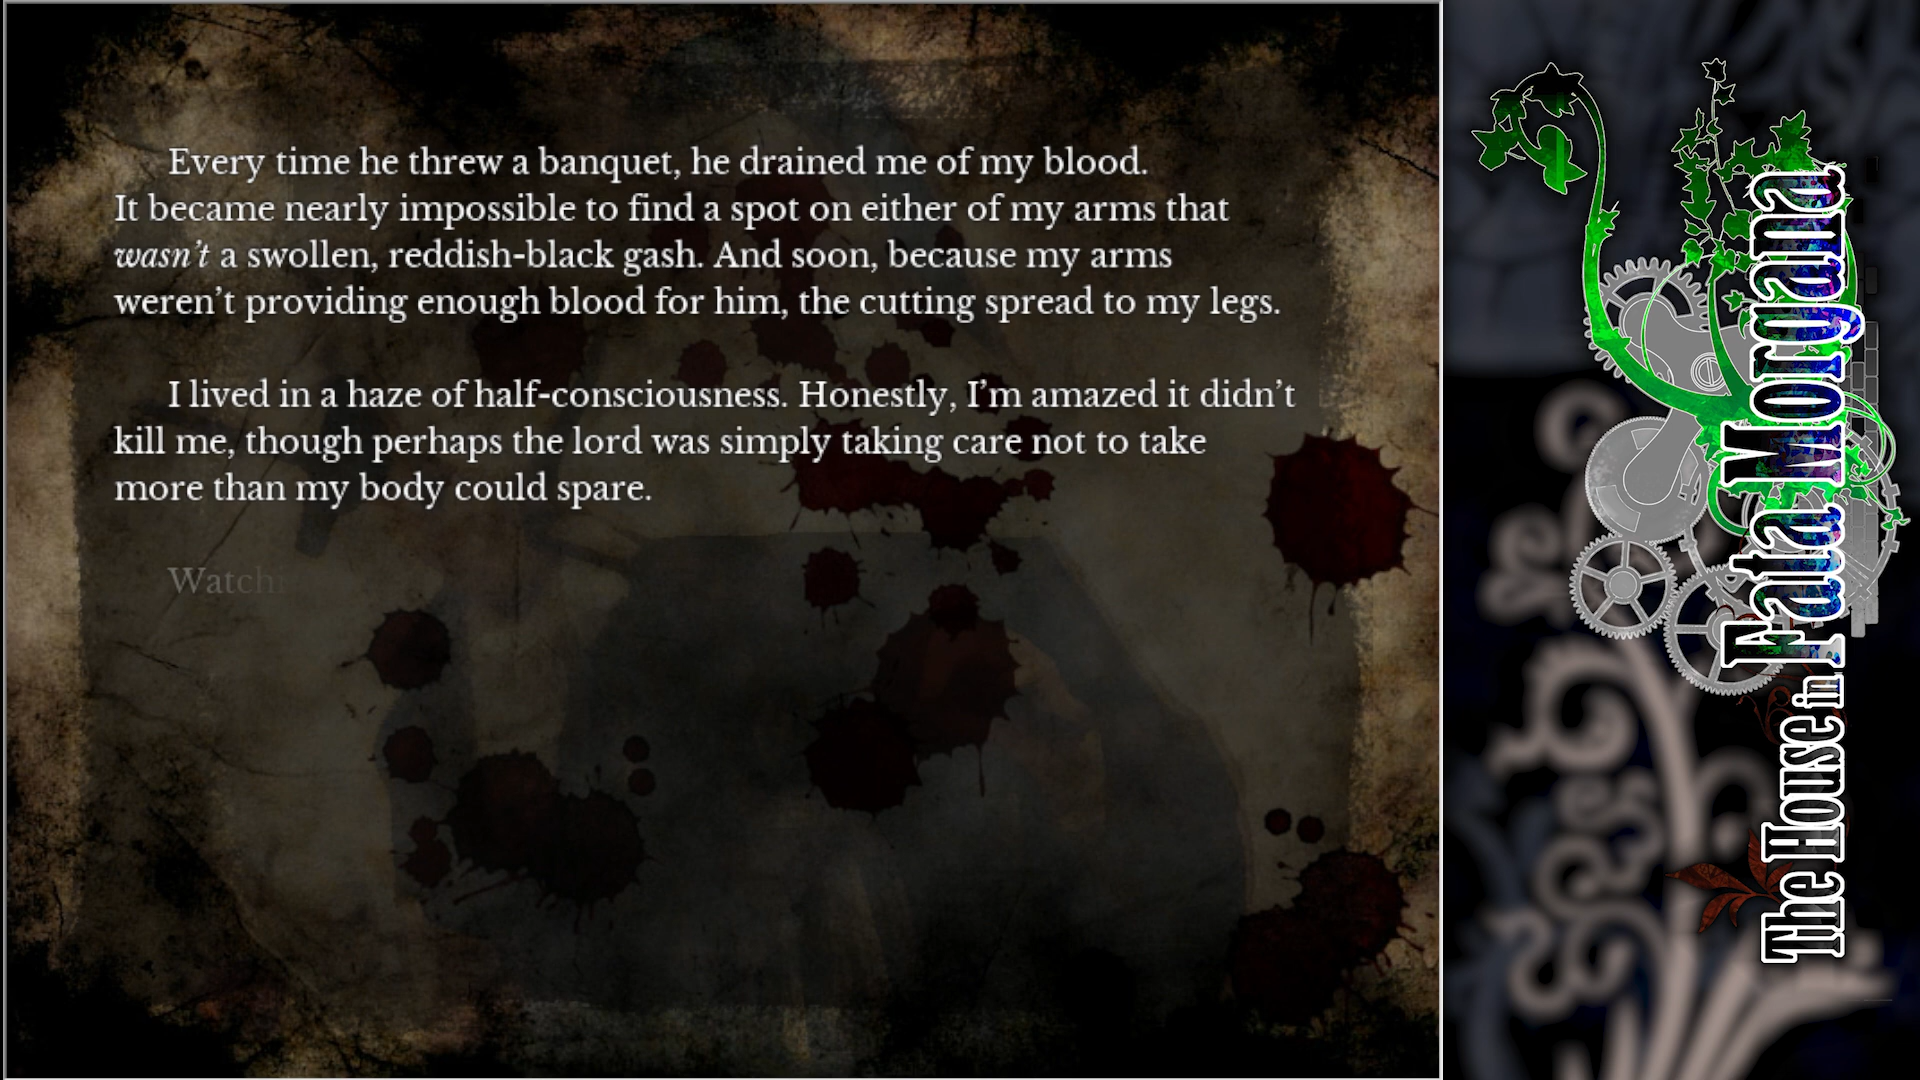 Every time he threw a banquet, he drained me of my blood.
It became nearly impossible to find a spot on either of my arms that
wasn’t a swollen, reddish-black gash. And soon, because my arms
weren’t providing enough blood for him, the cutting spread to my legs.
I lived in a haze of half-consciousness. Honestly, I’m amazed it didn’t
kill me, though perhaps the lord was simply taking care not to take
more than my body could spare.
Watch
The House in Fata Morgana